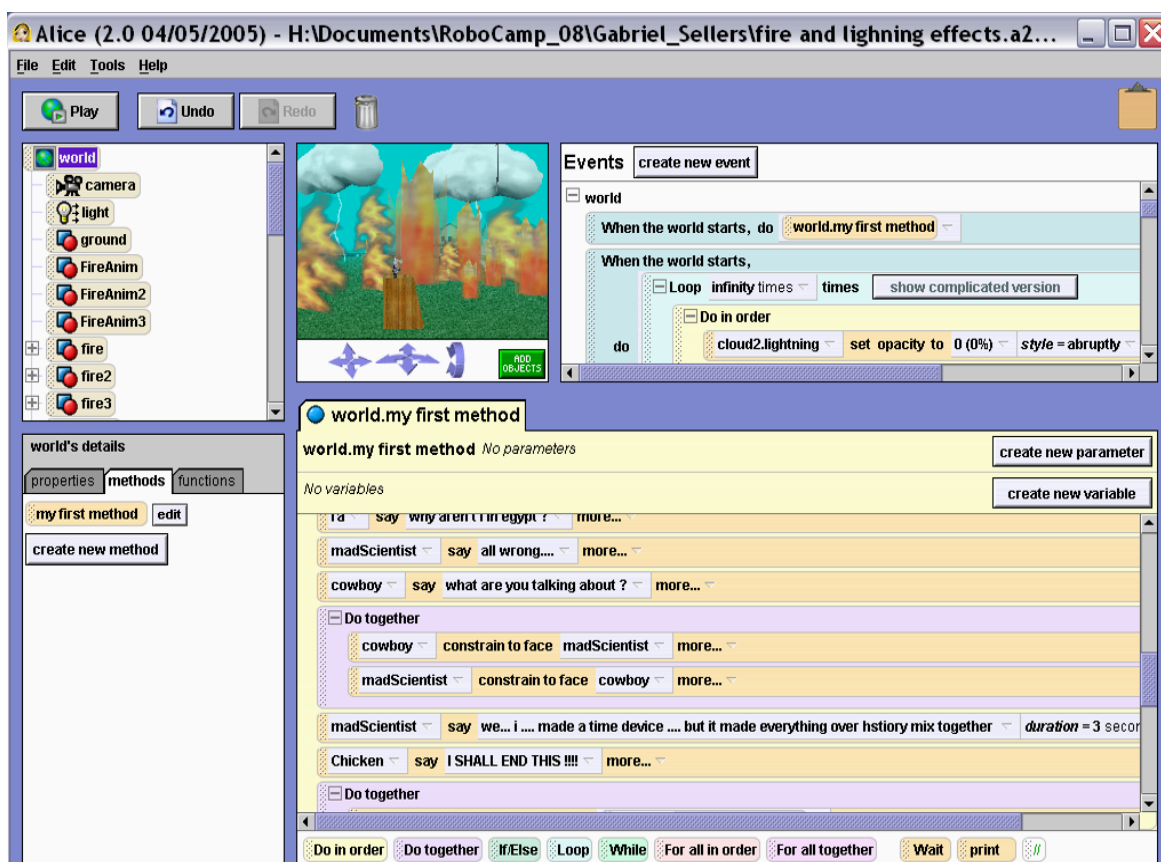 Alice (2.0 04/05/2005) - H:\Documents\RoboCamp_08\Gabriel_Sellers\fire and lighning effects.a2...
File Edit Tools Help
Play Undo Redo
world
camera
light
ground
FireAnim
FireAnim2
FireAnim3
fire
fire2
fire3
ADD
OBJECTS
Events create new event
world
When the world starts, do world.my first method
When the world starts,
Loop infinity times times show complicated version
Do in order
do cloud2.lightning set opacity to 0 (0%) style = abruptly
world's details
properties methods functions
my first method edit
create new method
world.my first method
world.my first method No parameters create new parameter
No variables create new variable
say why aren't i in egypt ? more...
madScientist say all wrong.... more...
cowboy say what are you talking about ? more...
Do together
cowboy constrain to face madScientist more...
madScientist constrain to face cowboy more...
madScientist say we... i .... made a time device .... but it made everything over hstiory mix together duration = 3 secor
Chicken say I SHALL END THIS !!!! more...
Do together
Do in order Do together If/Else Loop While For all in order For all together Wait print //